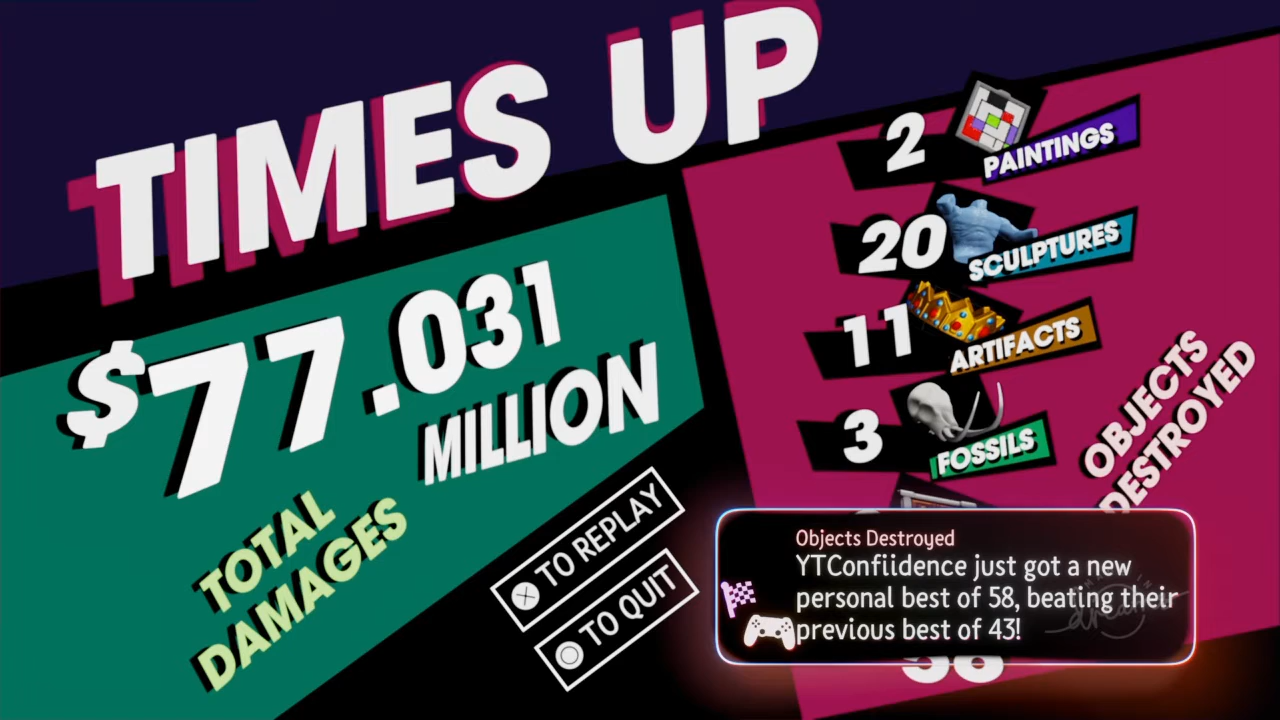 TIMES UP
$77.031
MILLION
TOTAL
DAMAGES
TO REPLAY
TO QUIT
2 PAINTINGS
20 SCULPTURES
11 ARTIFACTS
3 FOSSILS
OBJECTS
DESTROYED
Objects Destroyed
YTConfiidence just got a new
personal best of 58, beating their
previous best of 43!
58